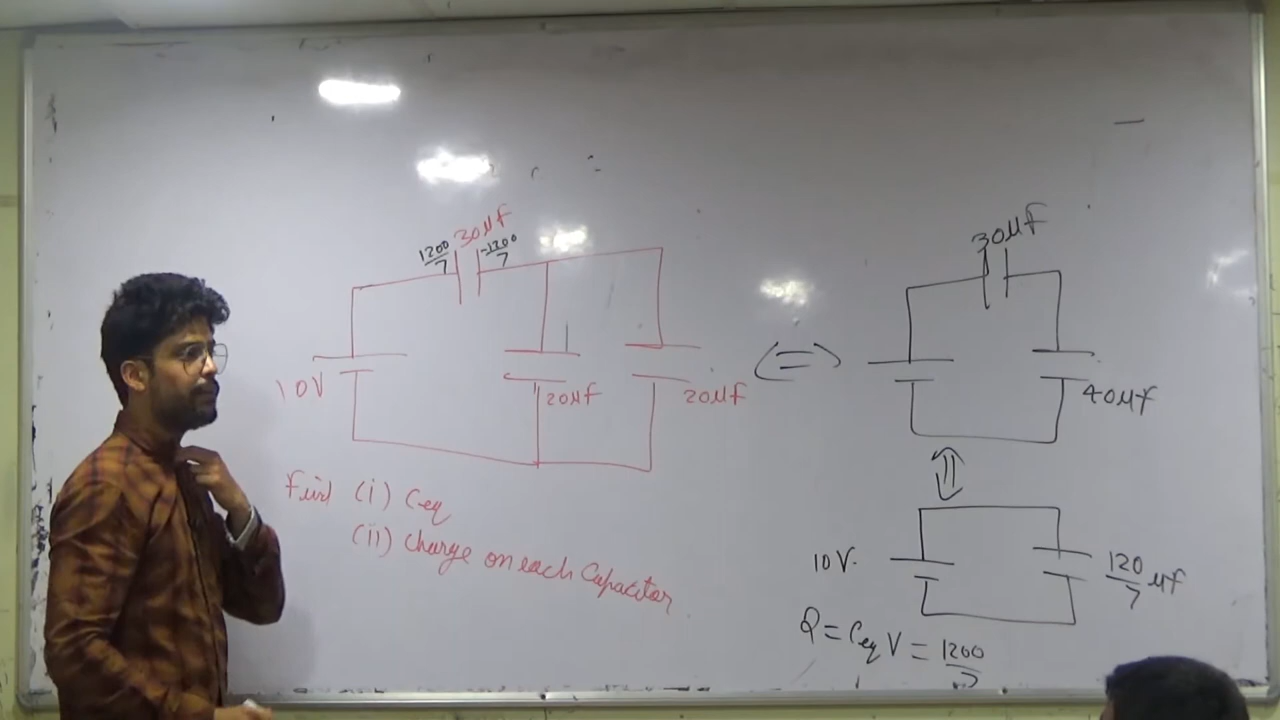 30μf
1200/7
-1200/7
10V
20μf
20μf
⇔
Find (i) Ceq
(ii) Charge on each Capacitor
30μf
40μf
⇕
10V.
120/7 μf
Q = Ceq V = 1200/7